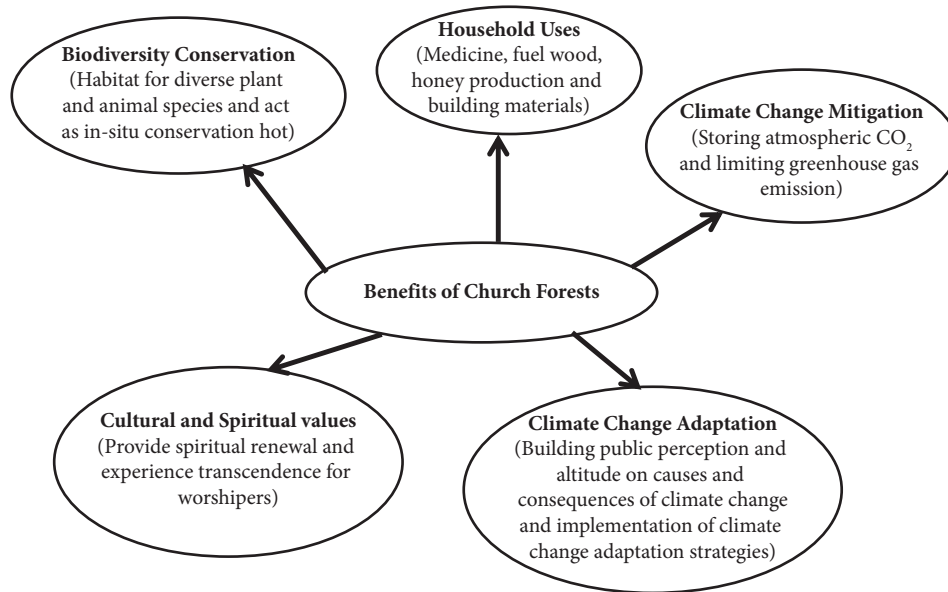 Biodiversity Conservation
(Habitat for diverse plant
and animal species and act
as in-situ conservation hot)
Household Uses
(Medicine, fuel wood,
honey production and
building materials)
Climate Change Mitigation
(Storing atmospheric CO₂
and limiting greenhouse gas
emission)
Benefits of Church Forests
Cultural and Spiritual values
(Provide spiritual renewal and
experience transcendence for
worshipers)
Climate Change Adaptation
(Building public perception and
altitude on causes and
consequences of climate change
and implementation of climate
change adaptation strategies)